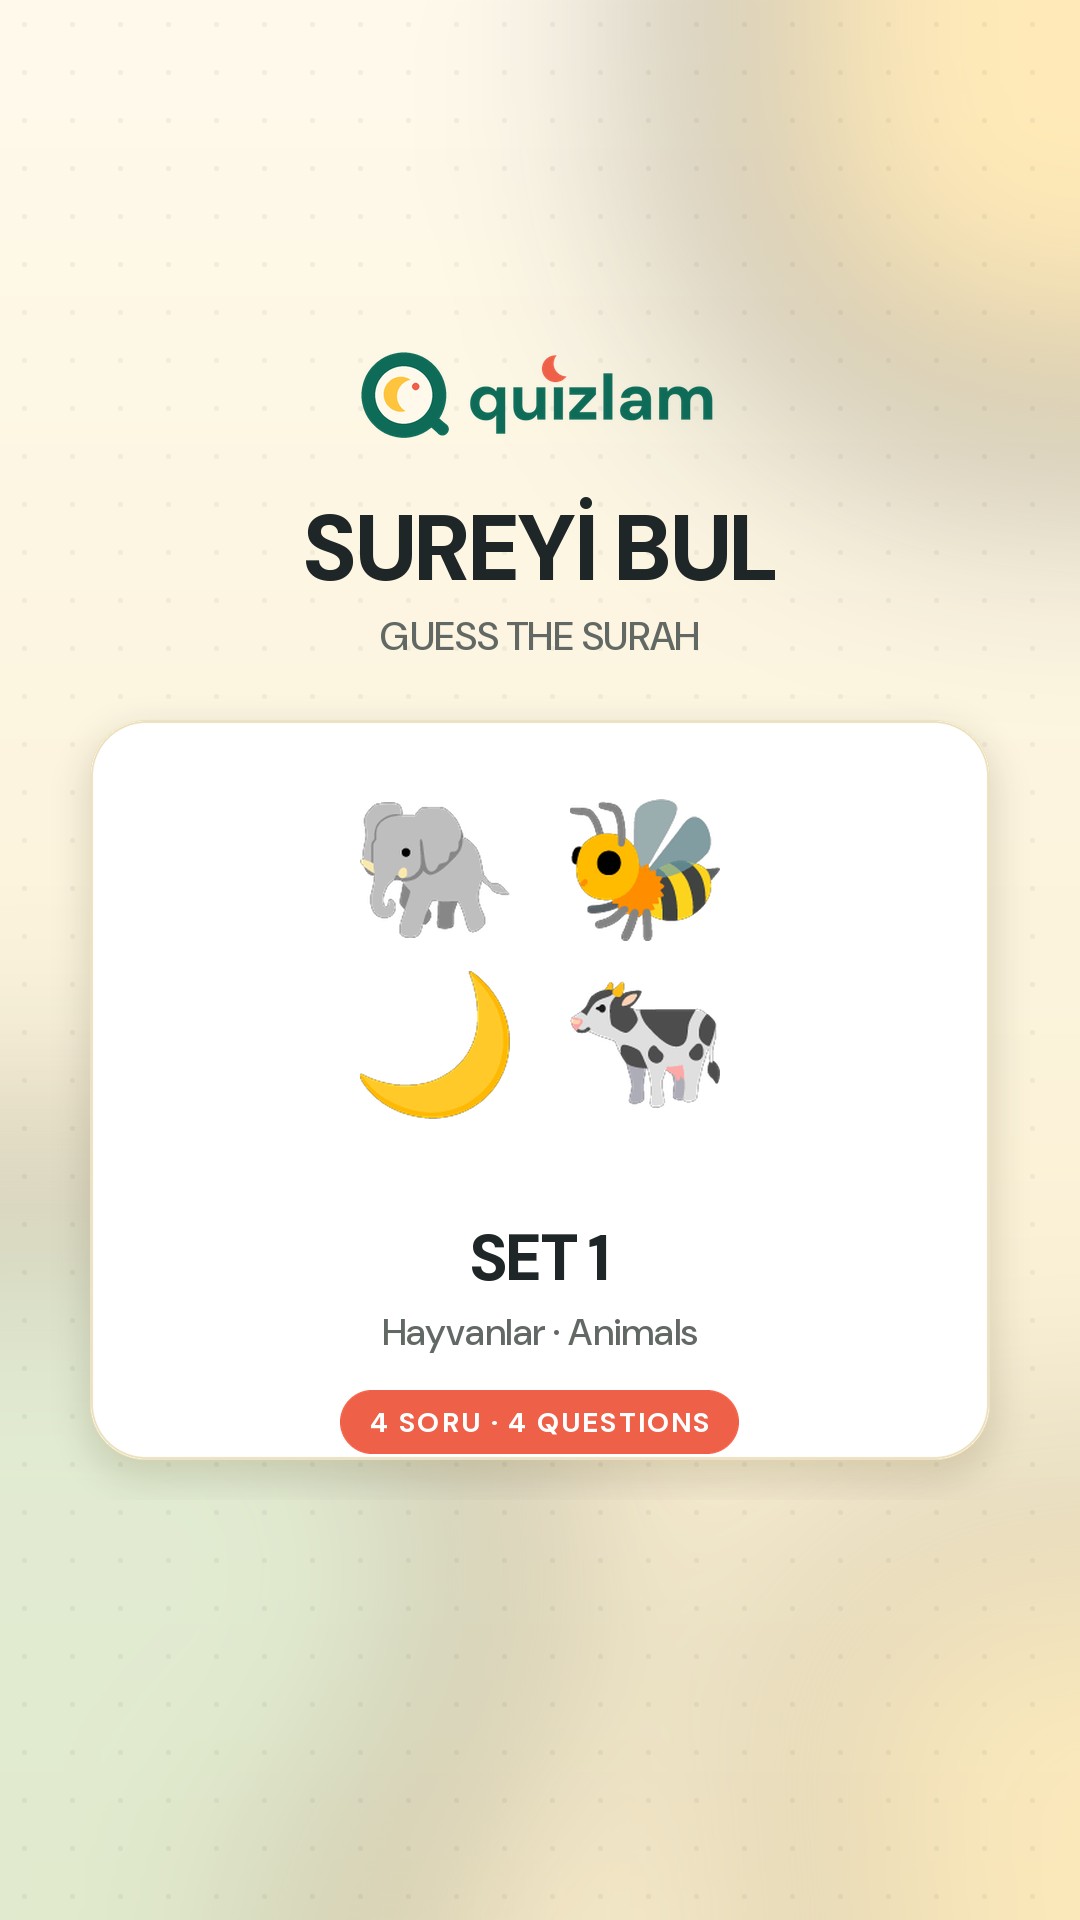 quizlam
SUREYİ BUL
GUESS THE SURAH
SET 1
Hayvanlar · Animals
4 SORU · 4 QUESTIONS